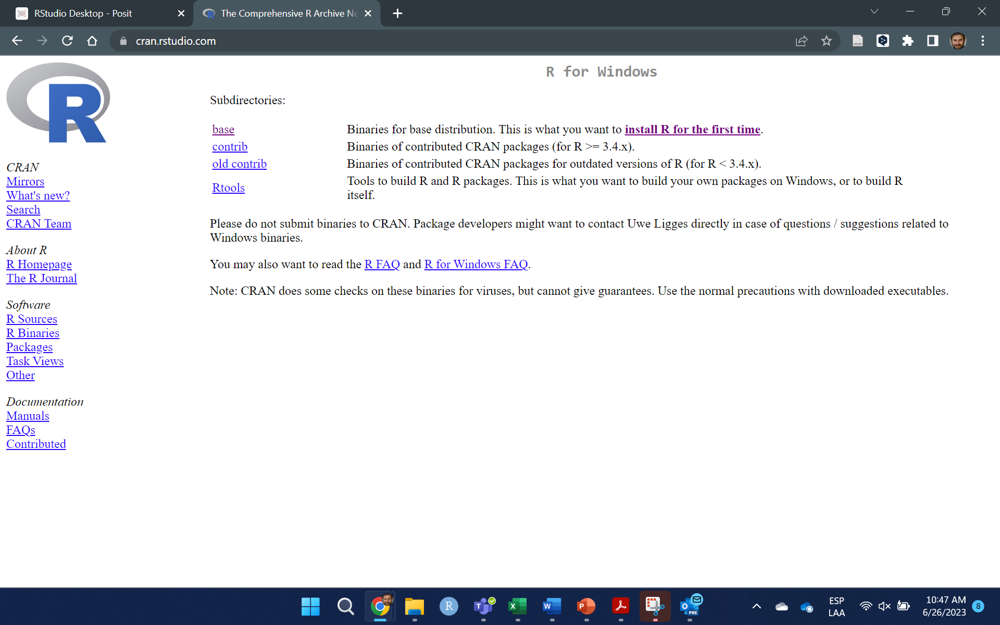 RStudio Desktop - Posit
The Comprehensive R Archive Ne
cran.rstudio.com
R
R for Windows
Subdirectories:
base Binaries for base distribution. This is what you want to install R for the first time.
contrib Binaries of contributed CRAN packages (for R >= 3.4.x).
old contrib Binaries of contributed CRAN packages for outdated versions of R (for R < 3.4.x).
Rtools Tools to build R and R packages. This is what you want to build your own packages on Windows, or to build R
itself.
Please do not submit binaries to CRAN. Package developers might want to contact Uwe Ligges directly in case of questions / suggestions related to
Windows binaries.
You may also want to read the R FAQ and R for Windows FAQ.
Note: CRAN does some checks on these binaries for viruses, but cannot give guarantees. Use the normal precautions with downloaded executables.
CRAN
Mirrors
What's new?
Search
CRAN Team
About R
R Homepage
The R Journal
Software
R Sources
R Binaries
Packages
Task Views
Other
Documentation
Manuals
FAQs
Contributed
R
T
X
W
P
O
PRE
ESP
LAA
10:47 AM
6/26/2023
8